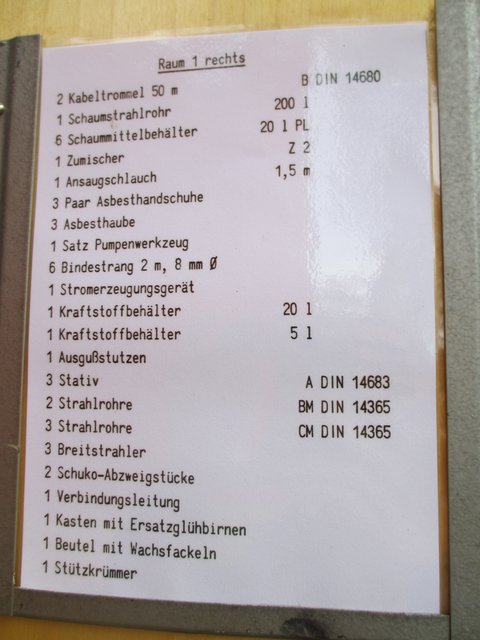 Raum 1 rechts
2 Kabeltrommel 50 m B DIN 14680
1 Schaumstrahlrohr 200 l
6 Schaummittelbehälter 20 l PL
1 Zumischer Z 2
1 Ansaugschlauch 1,5 m
3 Paar Asbesthandschuhe
3 Asbesthaube
1 Satz Pumpenwerkzeug
6 Bindestrang 2 m, 8 mm Ø
1 Stromerzeugungsgerät
1 Kraftstoffbehälter 20 l
1 Kraftstoffbehälter 5 l
1 Ausgußstutzen
3 Stativ A DIN 14683
2 Strahlrohre BM DIN 14365
3 Strahlrohre CM DIN 14365
3 Breitstrahler
2 Schuko-Abzweigstücke
1 Verbindungsleitung
1 Kasten mit Ersatzglühbirnen
1 Beutel mit Wachsfackeln
1 Stützkrümmer